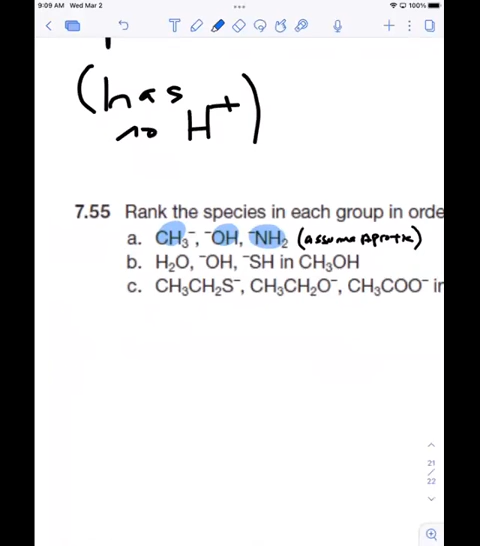 9:09 AM Wed Mar 2
100%
(has
no H⁺)
7.55 Rank the species in each group in orde
a. CH₃⁻, ⁻OH, ⁻NH₂ (assume aprotic)
b. H₂O, ⁻OH, ⁻SH in CH₃OH
c. CH₃CH₂S⁻, CH₃CH₂O⁻, CH₃COO⁻ in
21
/
22